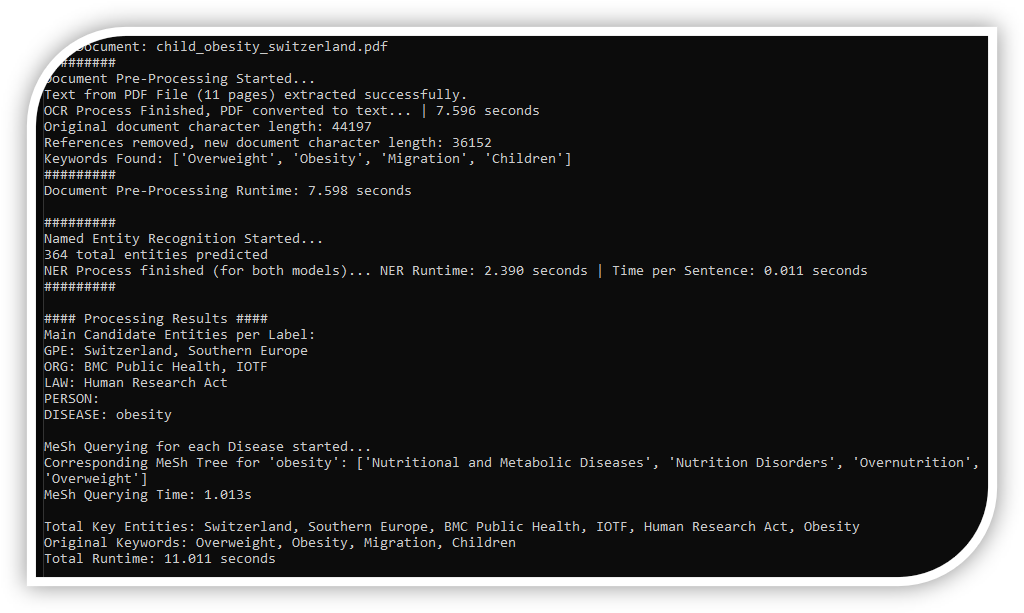 Document: child_obesity_switzerland.pdf
########
Document Pre-Processing Started...
Text from PDF File (11 pages) extracted successfully.
OCR Process Finished, PDF converted to text... | 7.596 seconds
Original document character length: 44197
References removed, new document character length: 36152
Keywords Found: ['Overweight', 'Obesity', 'Migration', 'Children']
#########
Document Pre-Processing Runtime: 7.598 seconds
#########
Named Entity Recognition Started...
364 total entities predicted
NER Process finished (for both models)... NER Runtime: 2.390 seconds | Time per Sentence: 0.011 seconds
#########
#### Processing Results ####
Main Candidate Entities per Label:
GPE: Switzerland, Southern Europe
ORG: BMC Public Health, IOTF
LAW: Human Research Act
PERSON:
DISEASE: obesity
MeSh Querying for each Disease started...
Corresponding MeSh Tree for 'obesity': ['Nutritional and Metabolic Diseases', 'Nutrition Disorders', 'Overnutrition',
'Overweight']
MeSh Querying Time: 1.013s
Total Key Entities: Switzerland, Southern Europe, BMC Public Health, IOTF, Human Research Act, Obesity
Original Keywords: Overweight, Obesity, Migration, Children
Total Runtime: 11.011 seconds